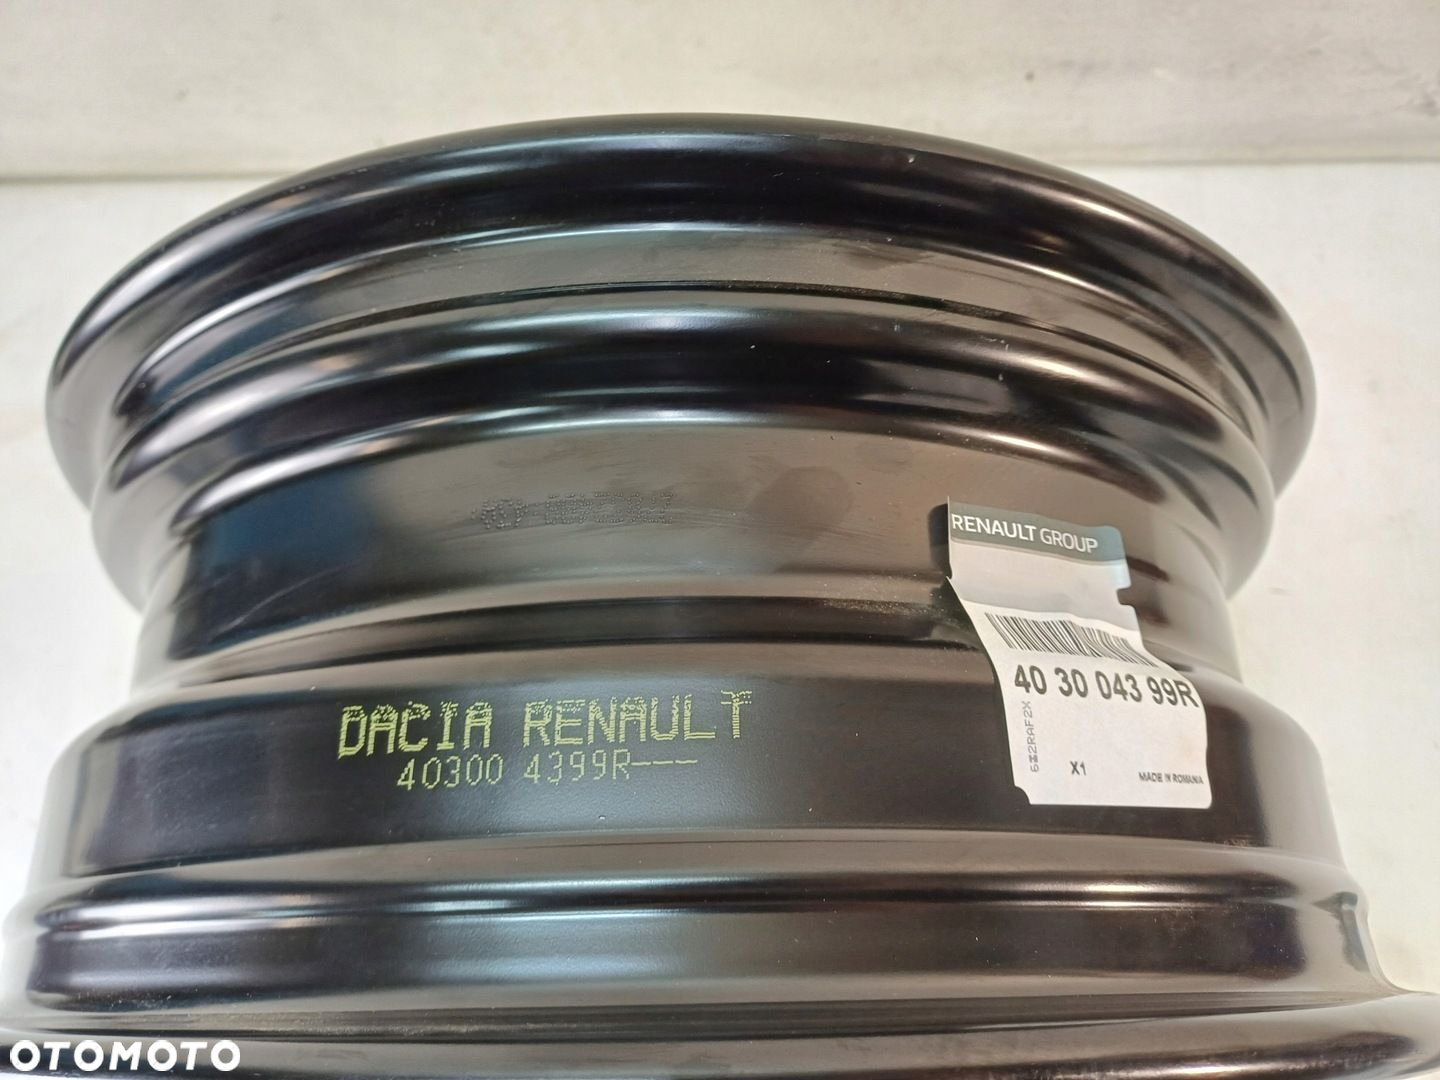 RENAULT GROUP
40 30 043 99R
X1
MADE IN ROMANIA
DACIA RENAULT
40300 4399R---
OTOMOTO